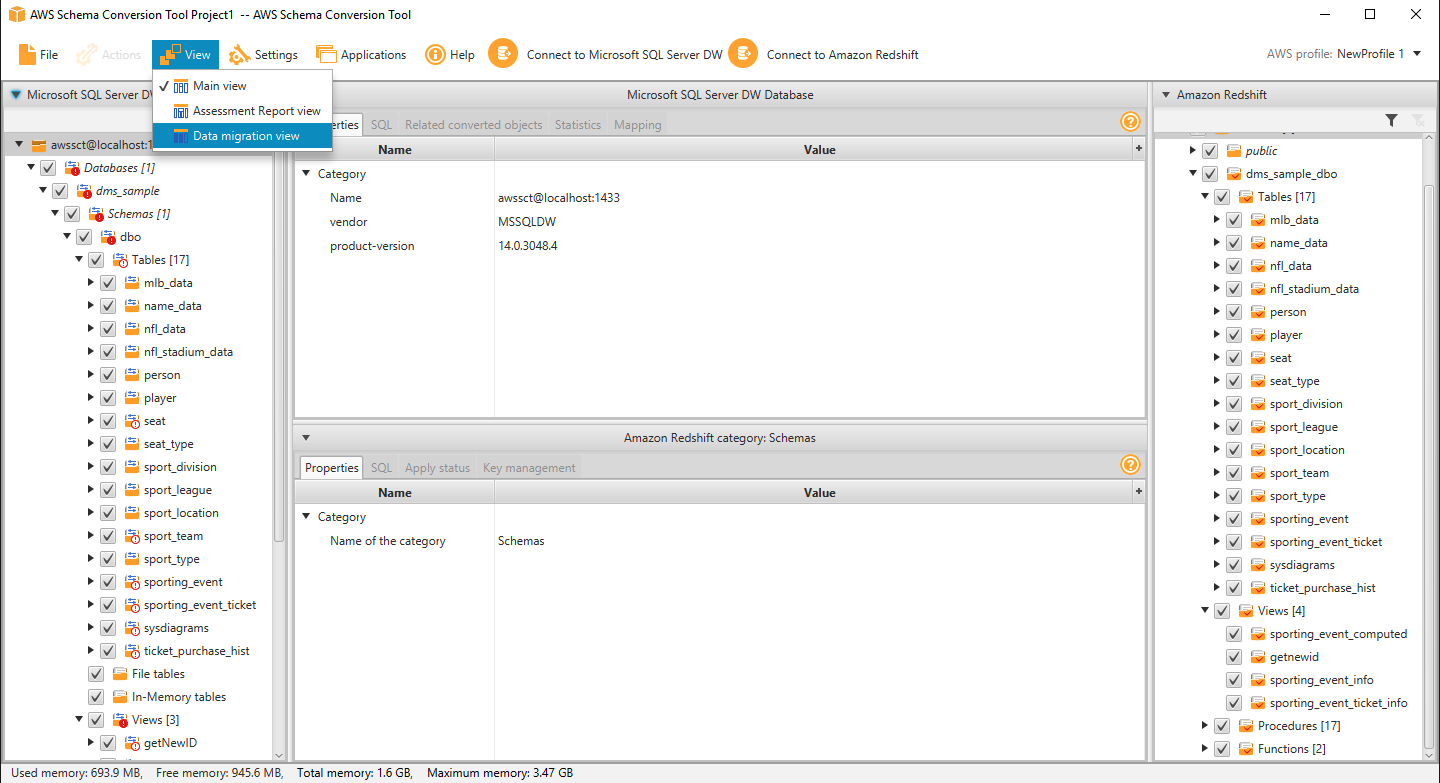 AWS Schema Conversion Tool Project1 -- AWS Schema Conversion Tool
File Actions View Settings Applications Help Connect to Microsoft SQL Server DW Connect to Amazon Redshift AWS profile: NewProfile 1
Main view
Assessment Report view
Data migration view
Microsoft SQL Server DW
awssct@localhost:1
Databases [1]
dms_sample
Schemas [1]
dbo
Tables [17]
mlb_data
name_data
nfl_data
nfl_stadium_data
person
player
seat
seat_type
sport_division
sport_league
sport_location
sport_team
sport_type
sporting_event
sporting_event_ticket
sysdiagrams
ticket_purchase_hist
File tables
In-Memory tables
Views [3]
getNewID
Microsoft SQL Server DW Database
erties SQL Related converted objects Statistics Mapping
Name Value +
Category
Name awssct@localhost:1433
vendor MSSQLDW
product-version 14.0.3048.4
Amazon Redshift category: Schemas
Properties SQL Apply status Key management
Name Value +
Category
Name of the category Schemas
Amazon Redshift
public
dms_sample_dbo
Tables [17]
mlb_data
name_data
nfl_data
nfl_stadium_data
person
player
seat
seat_type
sport_division
sport_league
sport_location
sport_team
sport_type
sporting_event
sporting_event_ticket
sysdiagrams
ticket_purchase_hist
Views [4]
sporting_event_computed
getnewid
sporting_event_info
sporting_event_ticket_info
Procedures [17]
Functions [2]
Used memory: 693.9 MB, Free memory: 945.6 MB, Total memory: 1.6 GB, Maximum memory: 3.47 GB